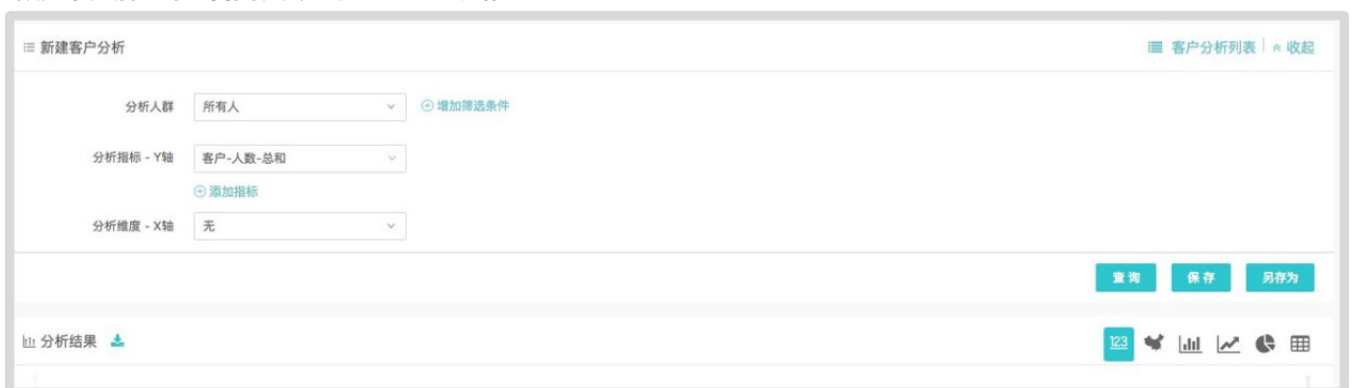 新建客户分析
客户分析列表 收起
分析人群 所有人 增加筛选条件
分析指标 - Y轴 客户-人数-总和
添加指标
分析维度 - X轴 无
查询 保存 另存为
分析结果 123